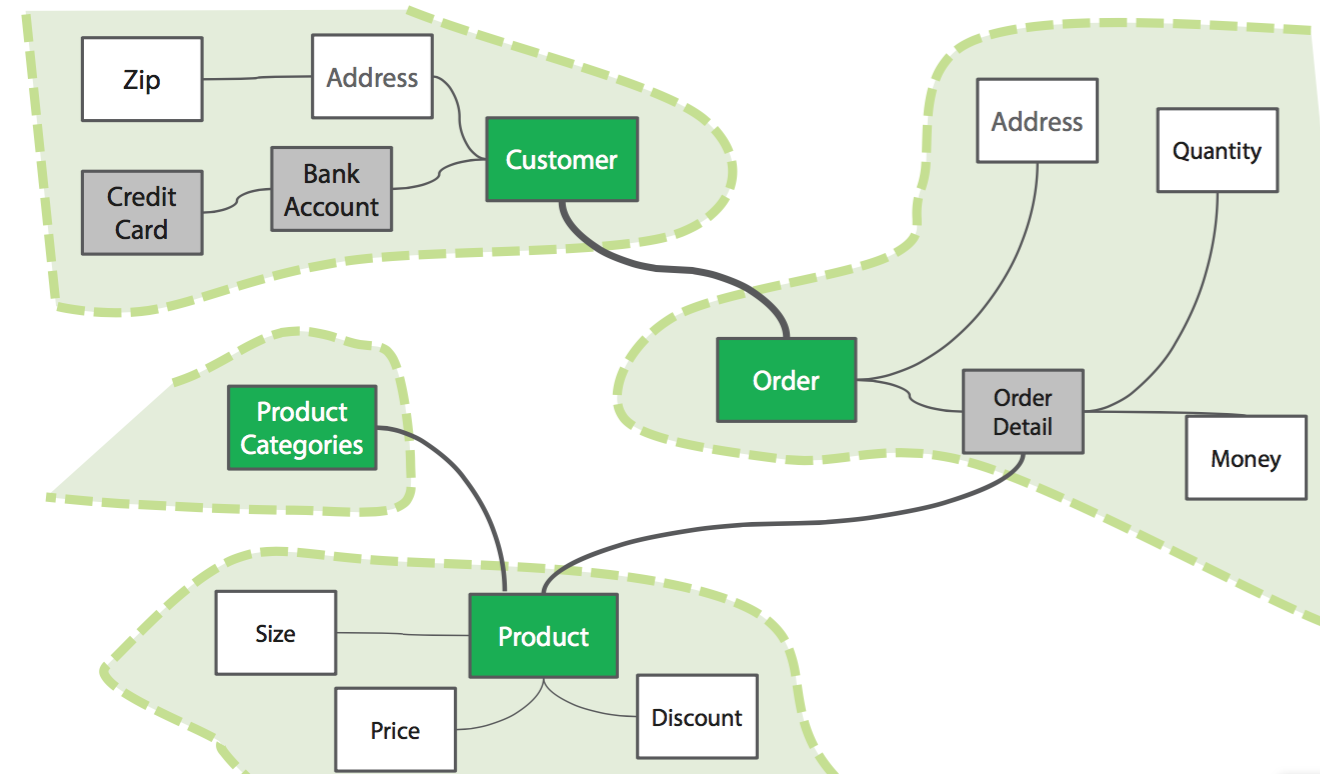 Zip
Address
Customer
Credit
Card
Bank
Account
Address
Quantity
Order
Order
Detail
Money
Product
Categories
Size
Product
Price
Discount